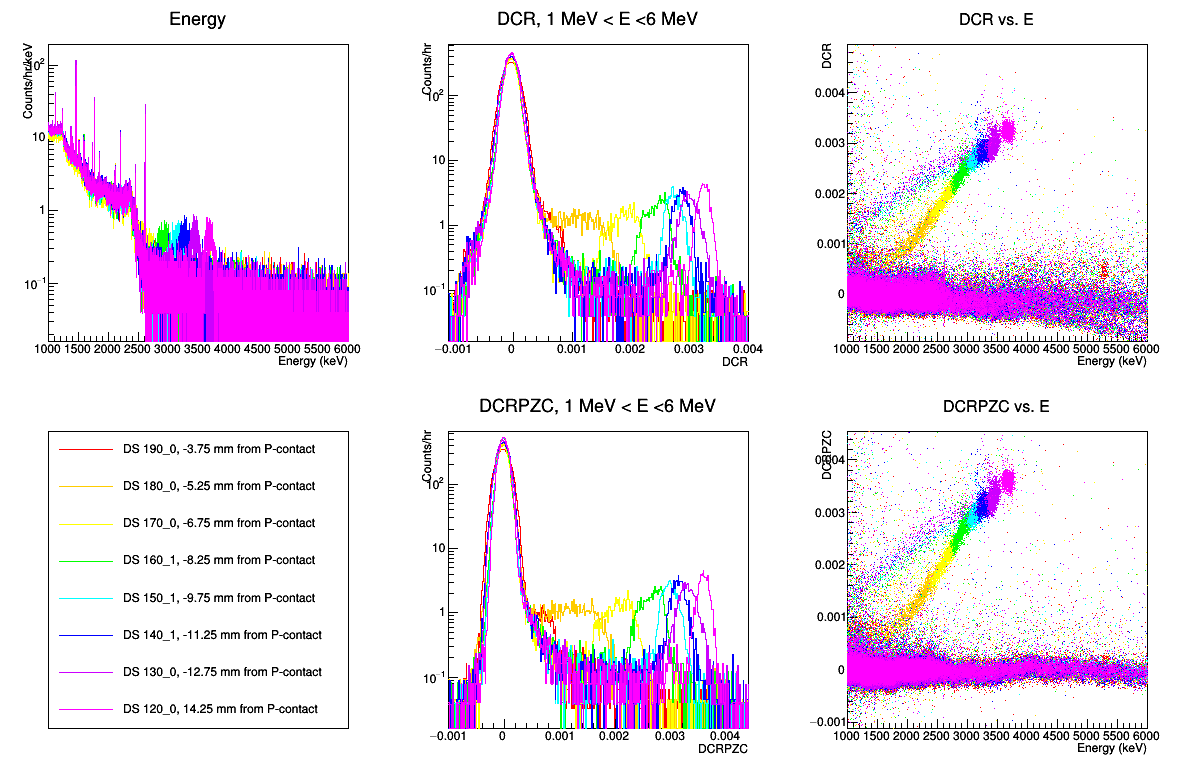 Energy
Counts/hr/keV
10²
10
1
10⁻¹
1000 1500 2000 2500 3000 3500 4000 4500 5000 5500 6000
Energy (keV)
DCR, 1 MeV < E <6 MeV
Counts/hr
10²
10
1
10⁻¹
−0.001 0 0.001 0.002 0.003 0.004
DCR
DCR vs. E
DCR
0.004
0.003
0.002
0.001
0
1000 1500 2000 2500 3000 3500 4000 4500 5000 5500 6000
Energy (keV)
DS 190_0, -3.75 mm from P-contact
DS 180_0, -5.25 mm from P-contact
DS 170_0, -6.75 mm from P-contact
DS 160_1, -8.25 mm from P-contact
DS 150_1, -9.75 mm from P-contact
DS 140_1, -11.25 mm from P-contact
DS 130_0, -12.75 mm from P-contact
DS 120_0, 14.25 mm from P-contact
DCRPZC, 1 MeV < E <6 MeV
Counts/hr
10²
10
1
10⁻¹
−0.001 0 0.001 0.002 0.003 0.004
DCRPZC
DCRPZC vs. E
DCRPZC
0.004
0.003
0.002
0.001
0
−0.001
1000 1500 2000 2500 3000 3500 4000 4500 5000 5500 6000
Energy (keV)